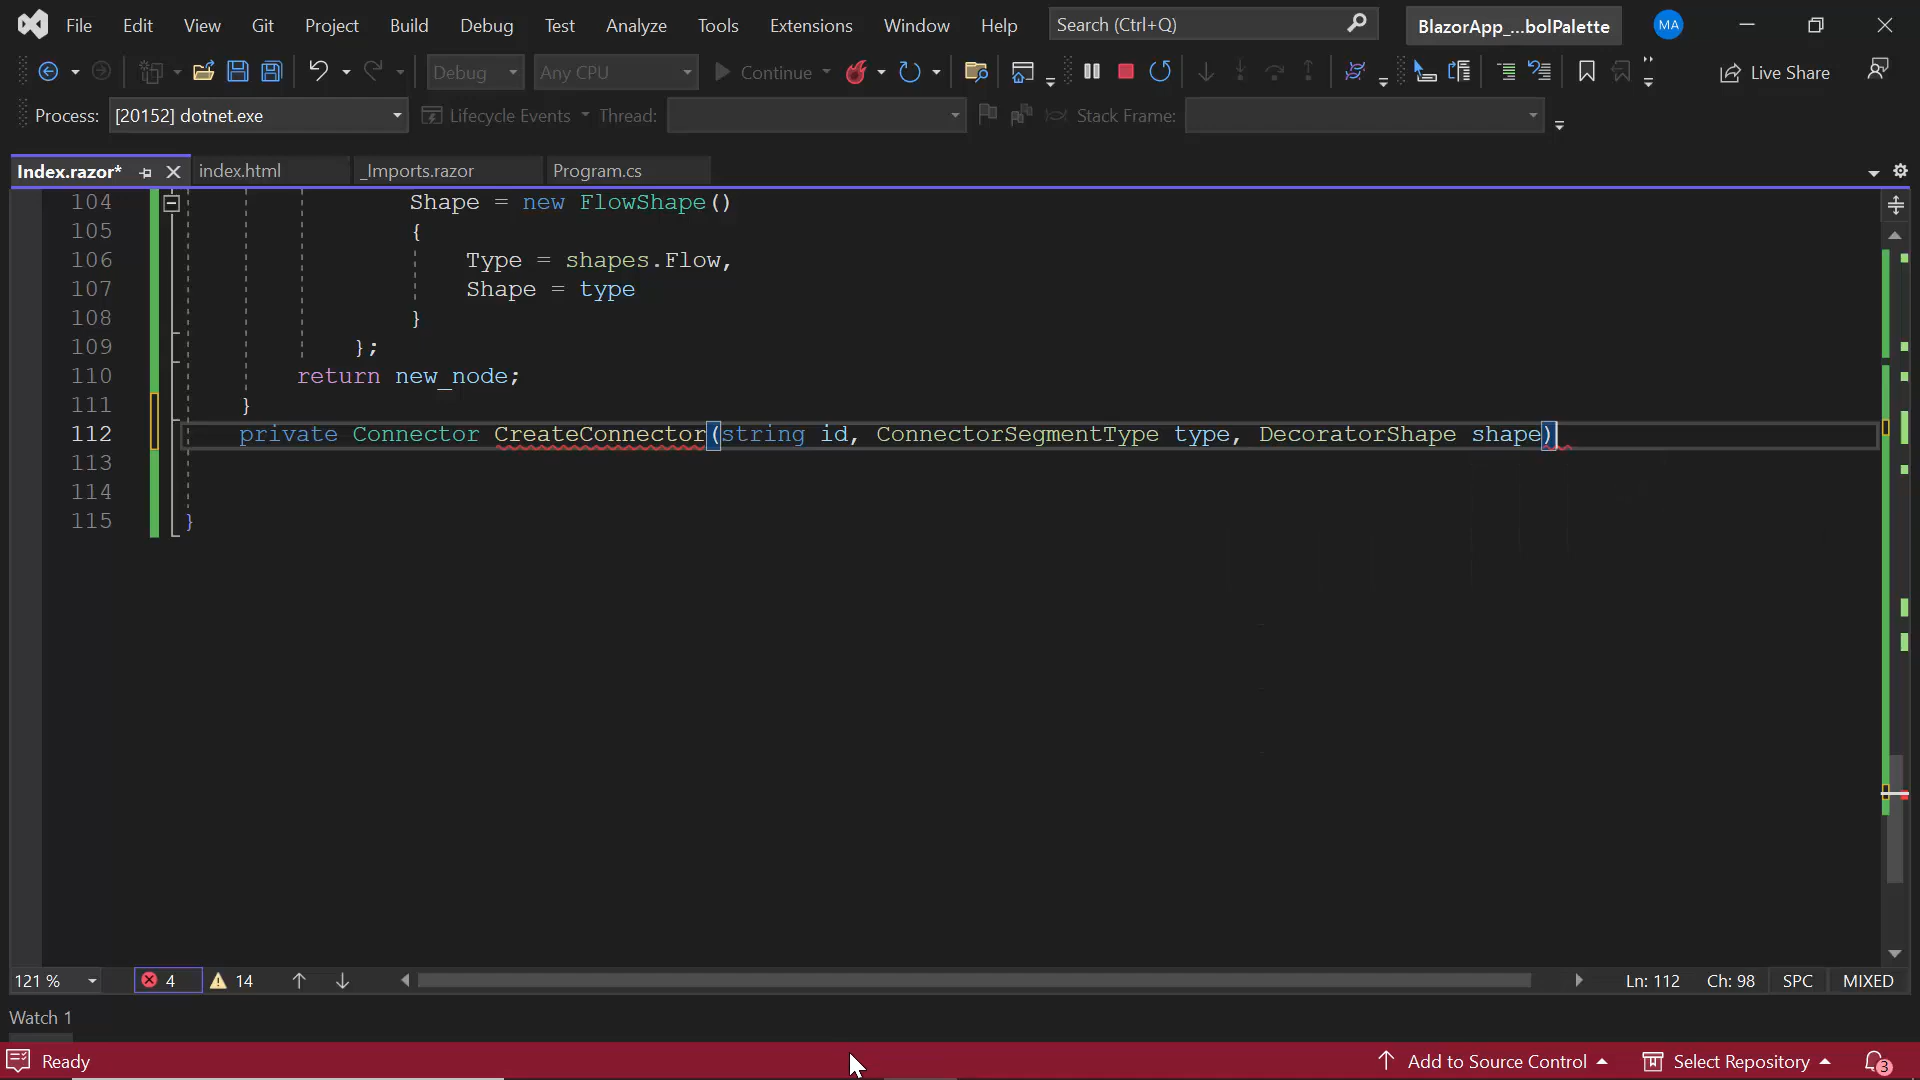 File Edit View Git Project Build Debug Test Analyze Tools Extensions Window Help Search (Ctrl+Q) BlazorApp_...bolPalette MA
Debug Any CPU Continue Live Share
Process: [20152] dotnet.exe Lifecycle Events Thread: Stack Frame:
Index.razor* index.html _Imports.razor Program.cs
104 Shape = new FlowShape()
105 {
106 Type = shapes.Flow,
107 Shape = type
108 }
109 };
110 return new_node;
111 }
112 private Connector CreateConnector(string id, ConnectorSegmentType type, DecoratorShape shape)
113
114
115 }
121 % 4 14 Ln: 112 Ch: 98 SPC MIXED
Watch 1
Ready Add to Source Control Select Repository 3